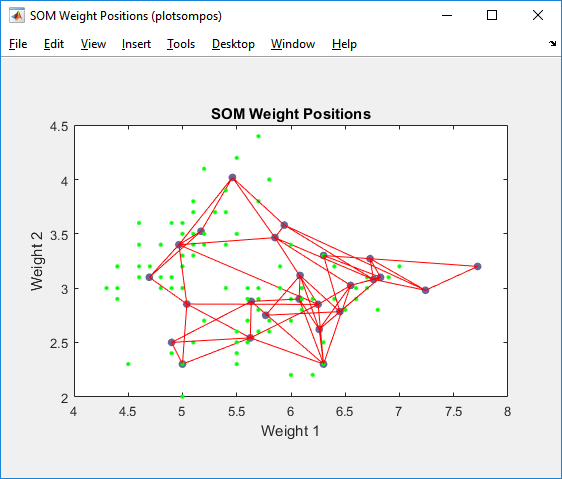 SOM Weight Positions (plotsompos)
File Edit View Insert Tools Desktop Window Help
SOM Weight Positions
4.5
4
3.5
3
2.5
2
Weight 2
4 4.5 5 5.5 6 6.5 7 7.5 8
Weight 1